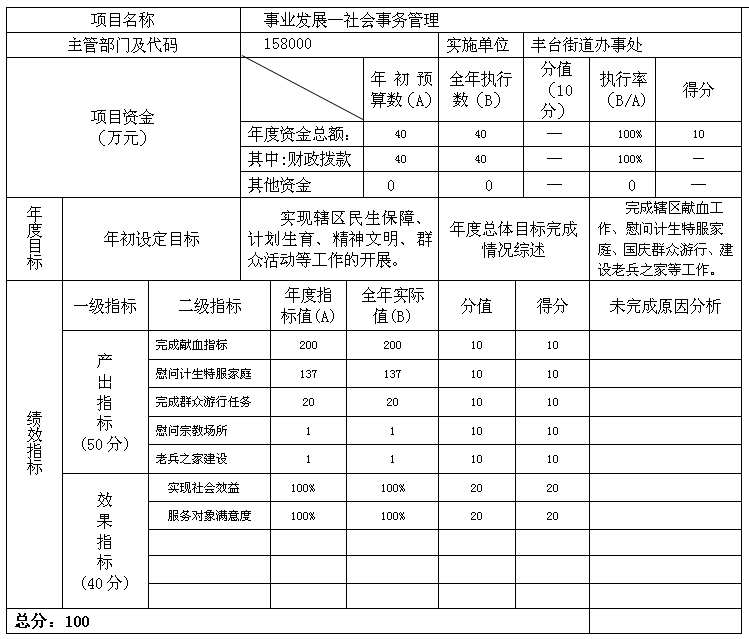 项目名称 事业发展—社会事务管理
主管部门及代码 158000 实施单位 丰台街道办事处
项目资金
（万元）
年初预
算数（A）
全年执行
数（B）
分值
（10
分）
执行率
（B/A）
得分
年度资金总额： 40 40 — 100% 10
其中:财政拨款 40 40 — 100% —
其他资金 0 0 — 0 —
年度目标
年初设定目标
实现辖区民生保障、
计划生育、精神文明、群
众活动等工作的开展。
年度总体目标完成
情况综述
完成辖区献血工
作、慰问计生特服家
庭、国庆群众游行、建
设老兵之家等工作。
绩效指标
一级指标 二级指标
年度指
标值(A)
全年实际
值(B)
分值 得分 未完成原因分析
产
出
指
标
(50分)
完成献血指标 200 200 10 10
慰问计生特服家庭 137 137 10 10
完成群众游行任务 20 20 10 10
慰问宗教场所 1 1 10 10
老兵之家建设 1 1 10 10
效
果
指
标
(40分)
实现社会效益 100% 100% 20 20
服务对象满意度 100% 100% 20 20
总分：100